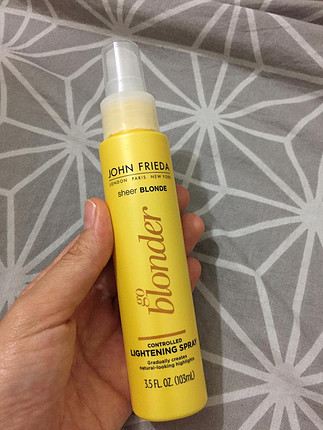 JOHN FRIEDA
LONDON PARIS NEW YORK
sheer BLONDE
go
blonder
CONTROLLED
LIGHTENING SPRAY
Gradually creates
natural-looking highlights
3.5 FL. OZ. (103mL)